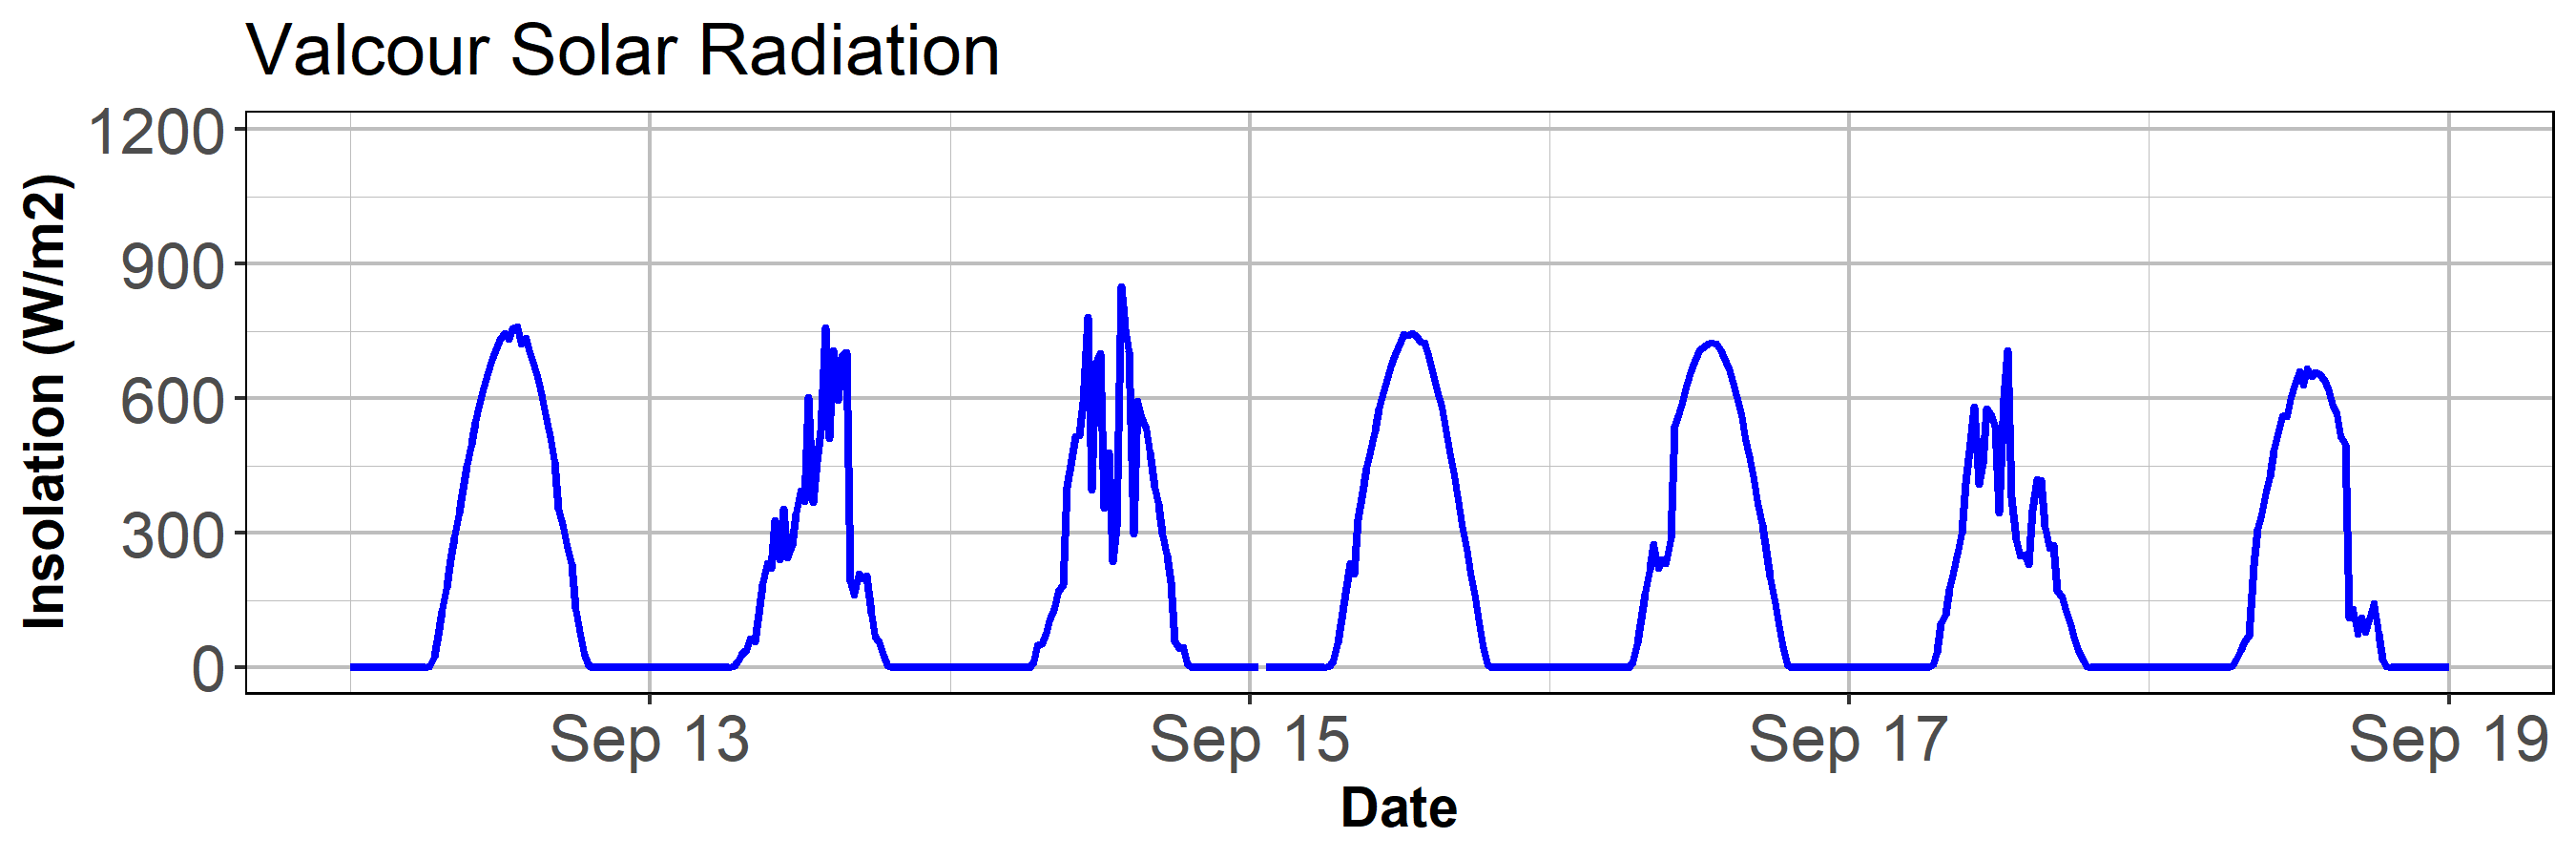 Valcour Solar Radiation
1200
900
600
300
0
Insolation (W/m2)
Sep 13
Sep 15
Sep 17
Sep 19
Date